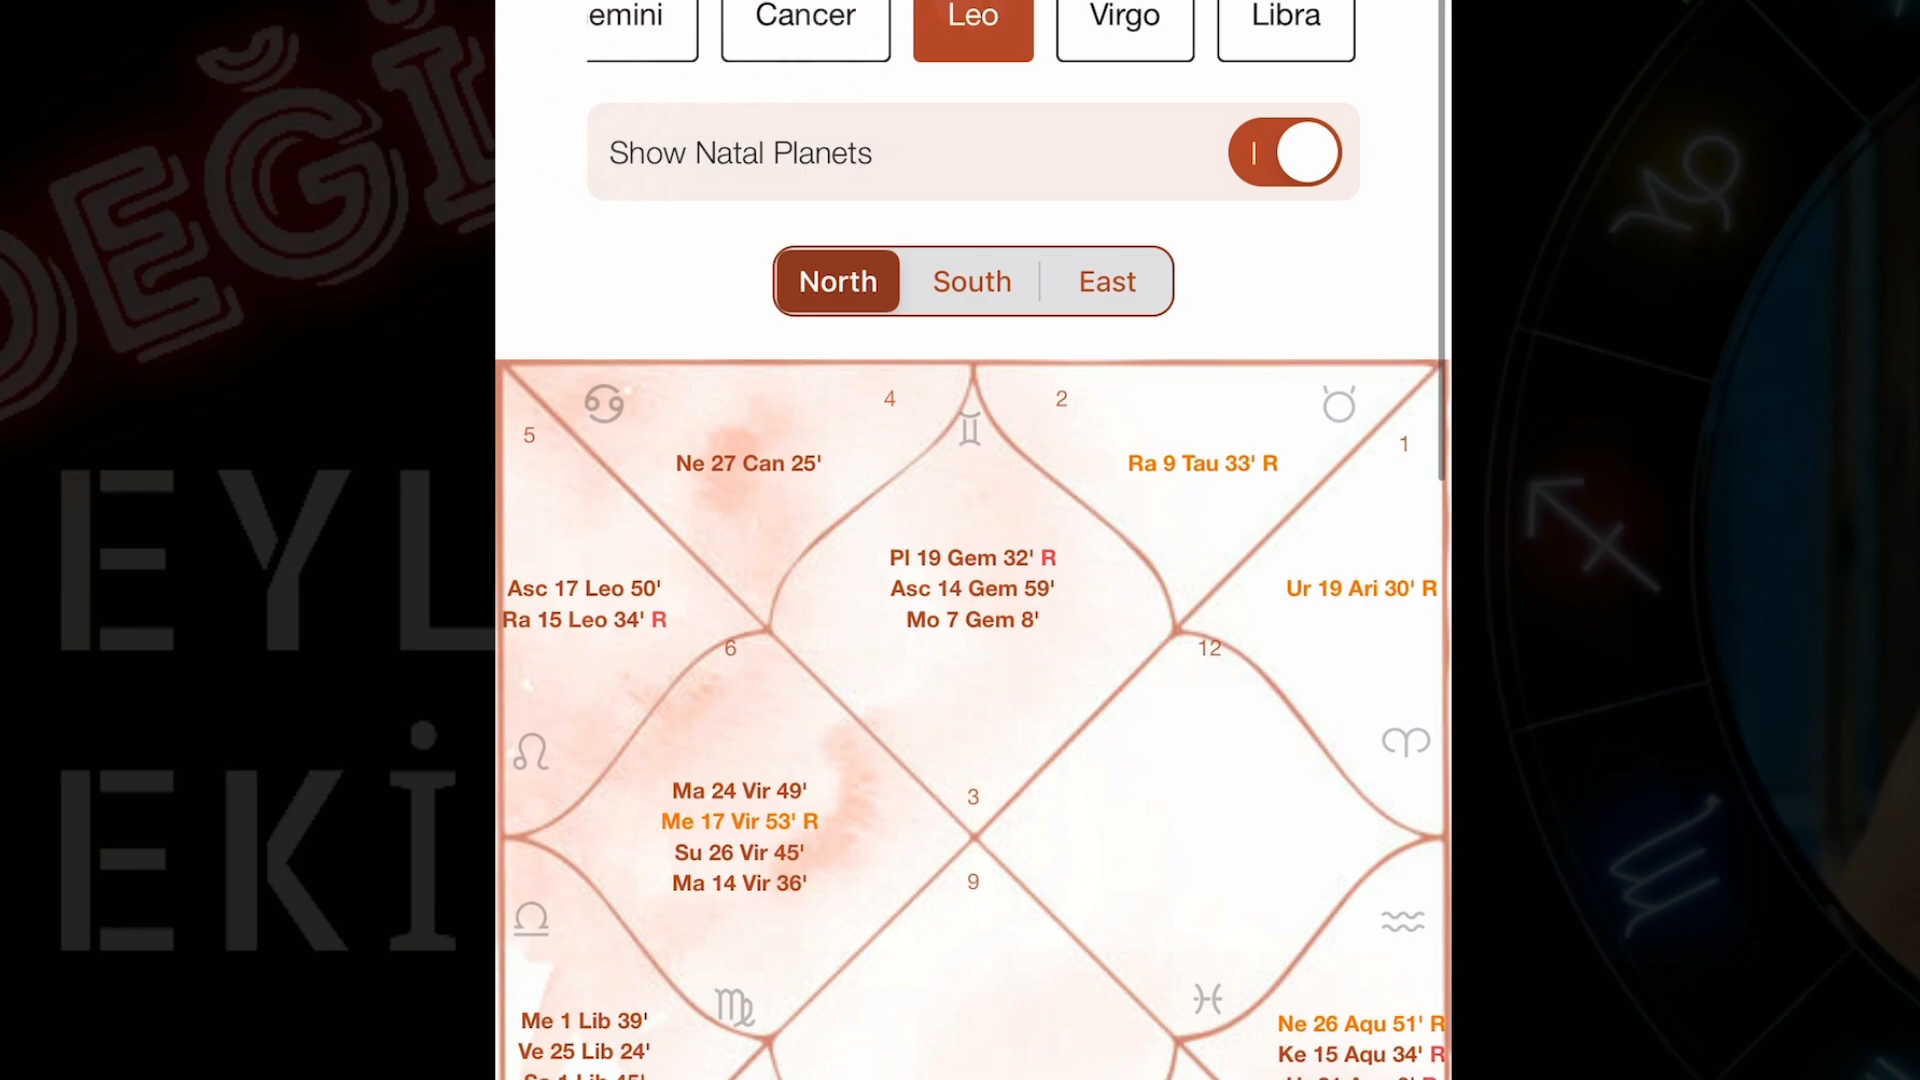 emini
Cancer
Leo
Virgo
Libra
Show Natal Planets
North
South
East
4
2
5
1
Ne 27 Can 25'
Ra 9 Tau 33' R
Pl 19 Gem 32' R
Asc 14 Gem 59'
Mo 7 Gem 8'
Asc 17 Leo 50'
Ra 15 Leo 34' R
Ur 19 Ari 30' R
6
12
Ma 24 Vir 49'
Me 17 Vir 53' R
Su 26 Vir 45'
Ma 14 Vir 36'
3
9
Me 1 Lib 39'
Ve 25 Lib 24'
Ne 26 Aqu 51' R
Ke 15 Aqu 34' R
DEĞİ
EYL
EKİ